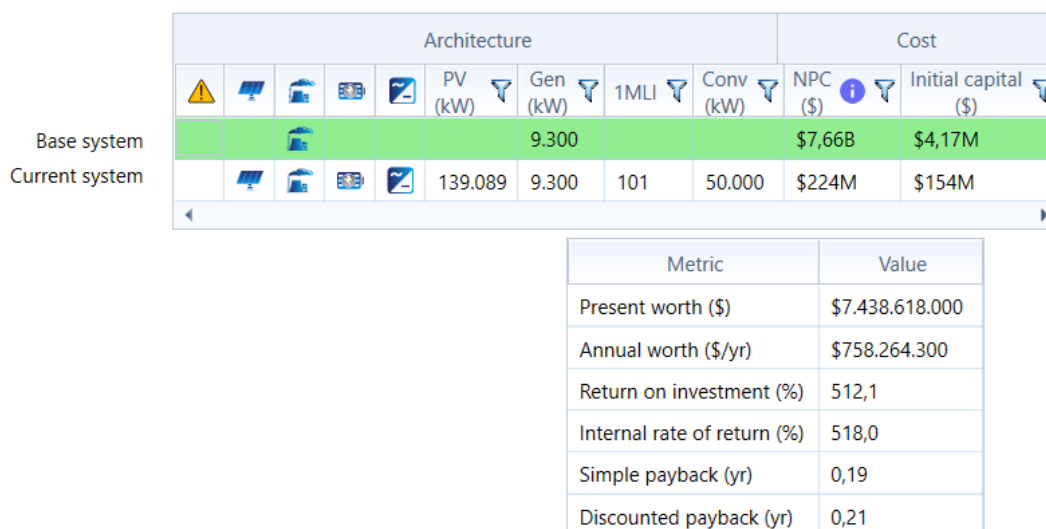 Architecture Cost
PV (kW) Gen (kW) 1MLI Conv (kW) NPC ($) Initial capital ($)
Base system 9.300 $7,66B $4,17M
Current system 139.089 9.300 101 50.000 $224M $154M
Metric Value
Present worth ($) $7.438.618.000
Annual worth ($/yr) $758.264.300
Return on investment (%) 512,1
Internal rate of return (%) 518,0
Simple payback (yr) 0,19
Discounted payback (yr) 0,21